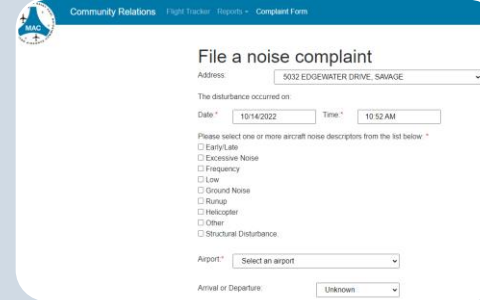 Community Relations Flight Tracker Reports Complaint Form
MAC
File a noise complaint
Address: 5032 EDGEWATER DRIVE, SAVAGE
The disturbance occurred on:
Date:* 10/14/2022 Time:* 10:52 AM
Please select one or more aircraft noise descriptors from the list below: *
Early/Late
Excessive Noise
Frequency
Low
Ground Noise
Runup
Helicopter
Other
Structural Disturbance.
Airport:* Select an airport
Arrival or Departure: Unknown